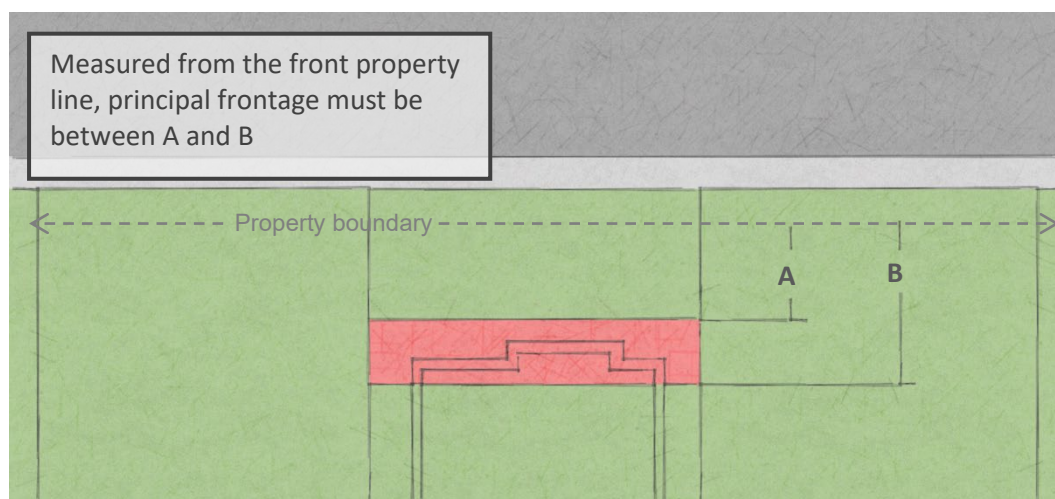 Measured from the front property
line, principal frontage must be
between A and B
Property boundary
A
B